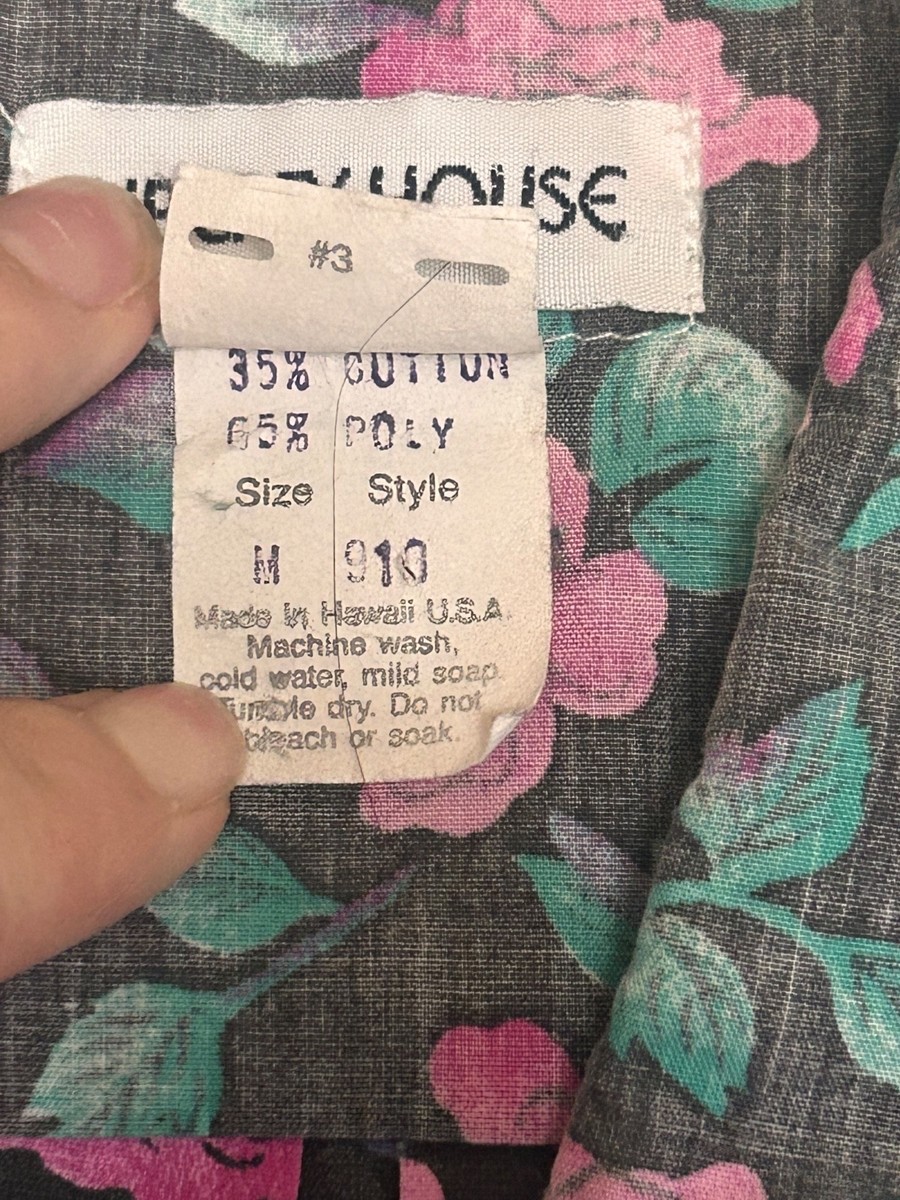 HOUSE
#3
35% COTTON
65% POLY
Size Style
M 910
Made in Hawaii U.S.A.
Machine wash,
cold water, mild soap.
Tumble dry. Do not
bleach or soak.